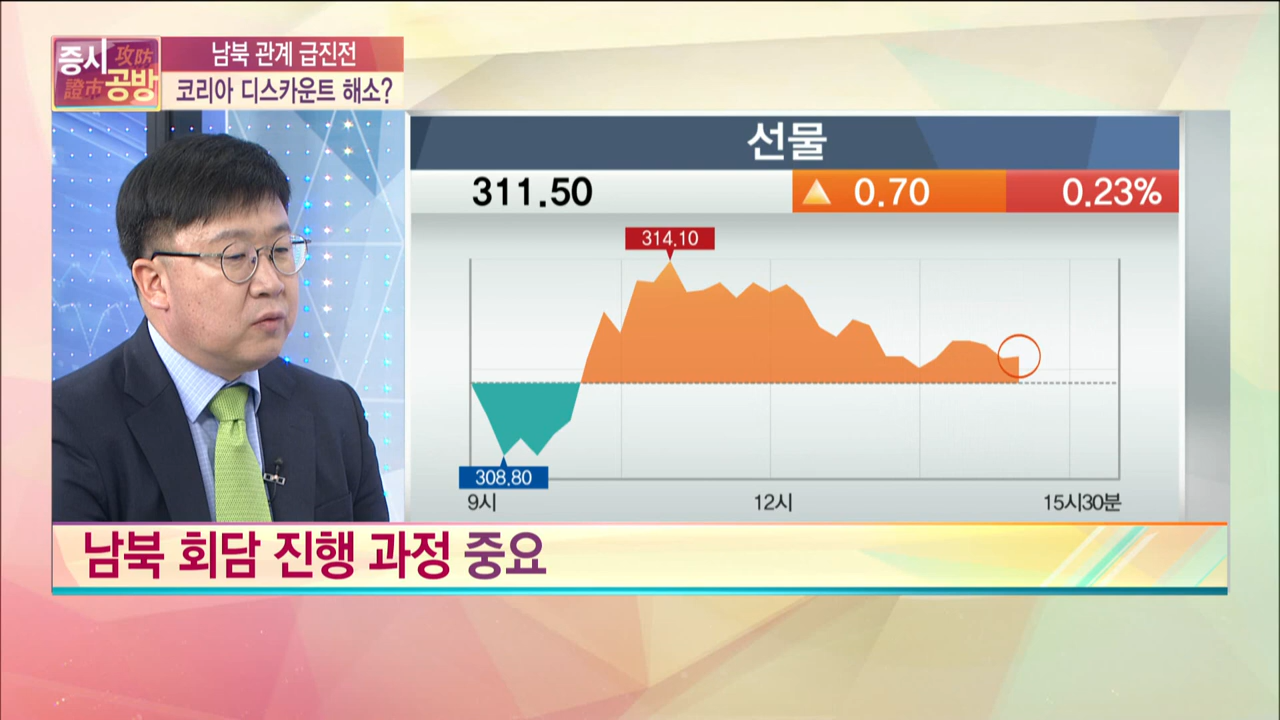 증시 攻防
證市 공방
남북 관계 급진전
코리아 디스카운트 해소?
선물
311.50 ▲ 0.70 0.23%
314.10
308.80
9시 12시 15시30분
남북 회담 진행 과정 중요